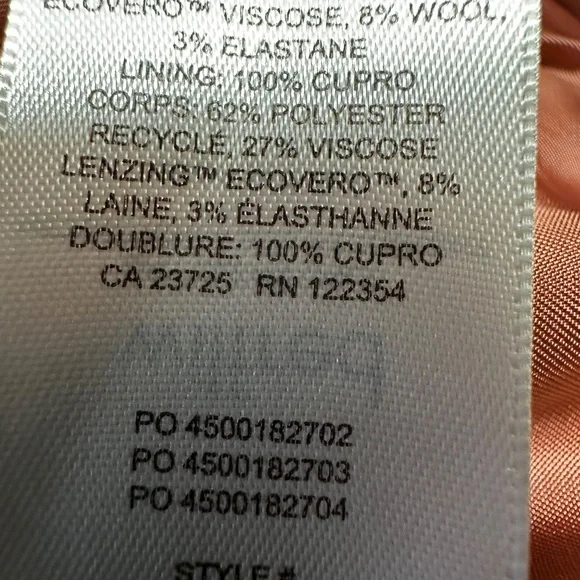 ECOVERO™ VISCOSE, 8% WOOL,
3% ELASTANE
LINING: 100% CUPRO
CORPS: 62% POLYESTER
RECYCLÉ, 27% VISCOSE
LENZING™ ECOVERO™, 8%
LAINE, 3% ÉLASTHANNE
DOUBLURE: 100% CUPRO
CA 23725 RN 122354
PO 4500182702
PO 4500182703
PO 4500182704
STYLE #